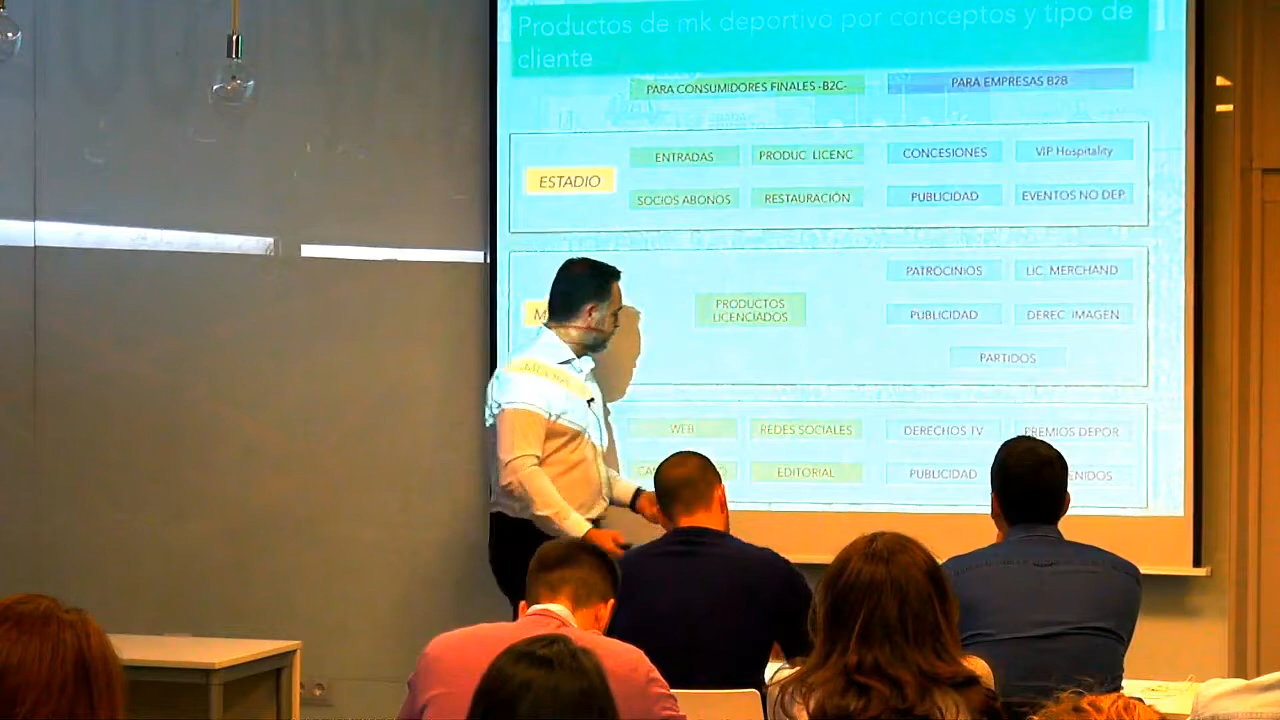 Productos de mk deportivo por conceptos y tipo de
cliente
PARA CONSUMIDORES FINALES -B2C-
PARA EMPRESAS B2B
ESTADIO
ENTRADAS
PRODUC. LICENC
CONCESIONES
VIP Hospitality
SOCIOS ABONOS
RESTAURACIÓN
PUBLICIDAD
EVENTOS NO DEP
PRODUCTOS
LICENCIADOS
PATROCINIOS
LIC. MERCHAND
PUBLICIDAD
DEREC. IMAGEN
PARTIDOS
WEB
REDES SOCIALES
DERECHOS TV
PREMIOS DEPOR
EDITORIAL
PUBLICIDAD